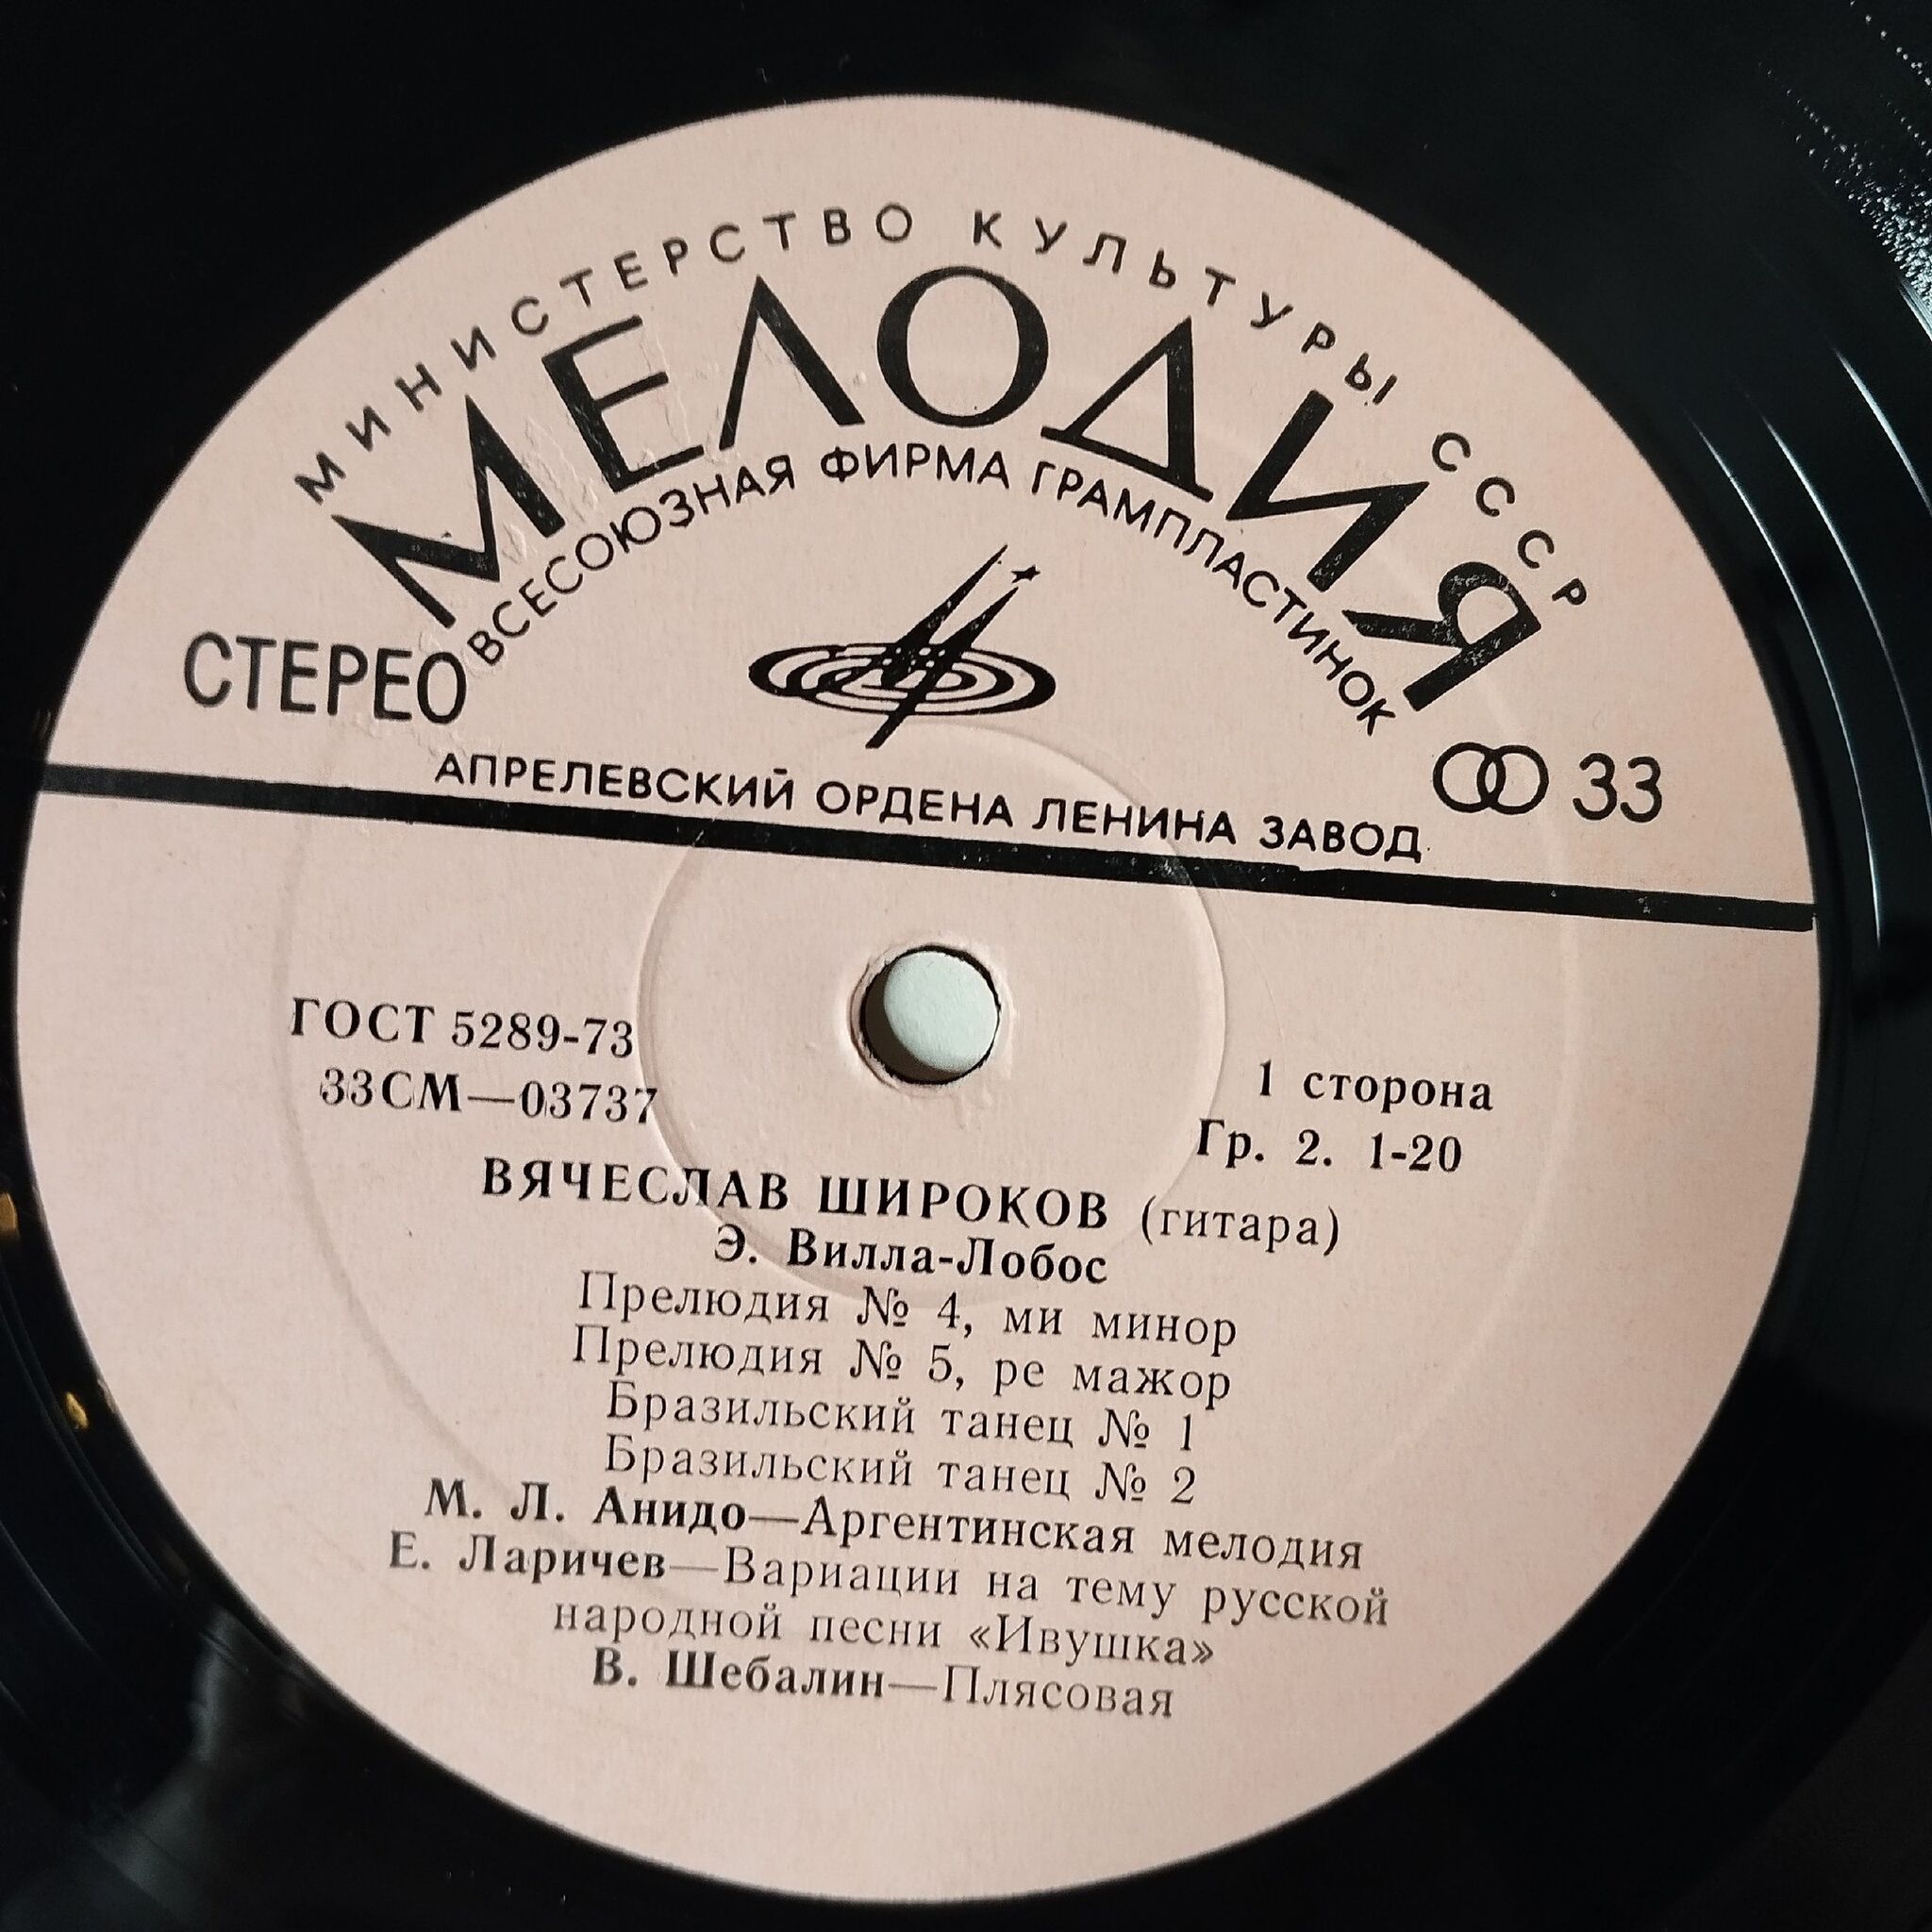 МИНИСТЕРСТВО КУЛЬТУРЫ СССР
МЕЛОДИЯ
ВСЕСОЮЗНАЯ ФИРМА ГРАМПЛАСТИНОК
СТЕРЕО
33
АПРЕЛЕВСКИЙ ОРДЕНА ЛЕНИНА ЗАВОД
ГОСТ 5289-73
33СМ—03737
1 сторона
Гр. 2. 1-20
ВЯЧЕСЛАВ ШИРОКОВ (гитара)
Э. Вилла-Лобос
Прелюдия № 4, ми минор
Прелюдия № 5, ре мажор
Бразильский танец № 1
Бразильский танец № 2
М. Л. Анидо—Аргентинская мелодия
Е. Ларичев—Вариации на тему русской
народной песни «Ивушка»
В. Шебалин—Плясовая